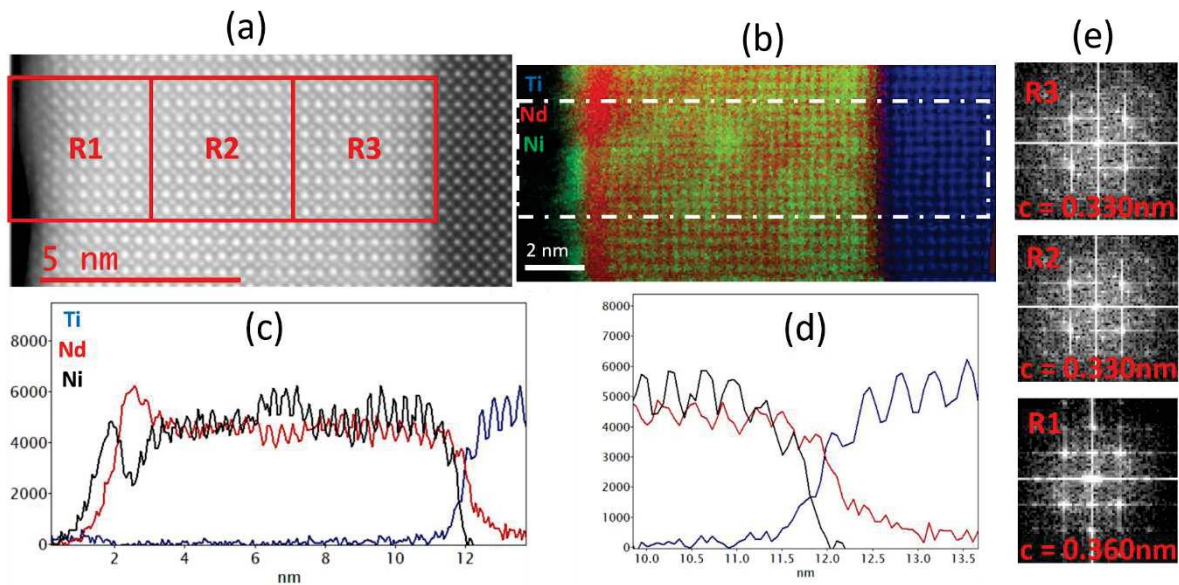 (a)
R1 R2 R3
5 nm
(b)
Ti
Nd
Ni
2 nm
(e)
R3
c = 0.330nm
R2
c = 0.330nm
R1
c = 0.360nm
(c)
Ti
Nd
Ni
8000
6000
4000
2000
0
2 4 6 8 10 12
nm
(d)
8000
7000
6000
5000
4000
3000
2000
1000
0
10.0 10.5 11.0 11.5 12.0 12.5 13.0 13.5
nm